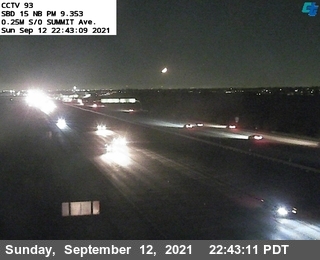 CCTV 93
SBD 15 NB PM 9.353
0.25M S/O SUMMIT Ave.
Sun Sep 12 22:43:09 2021
Sunday, September 12, 2021 22:43:11 PDT